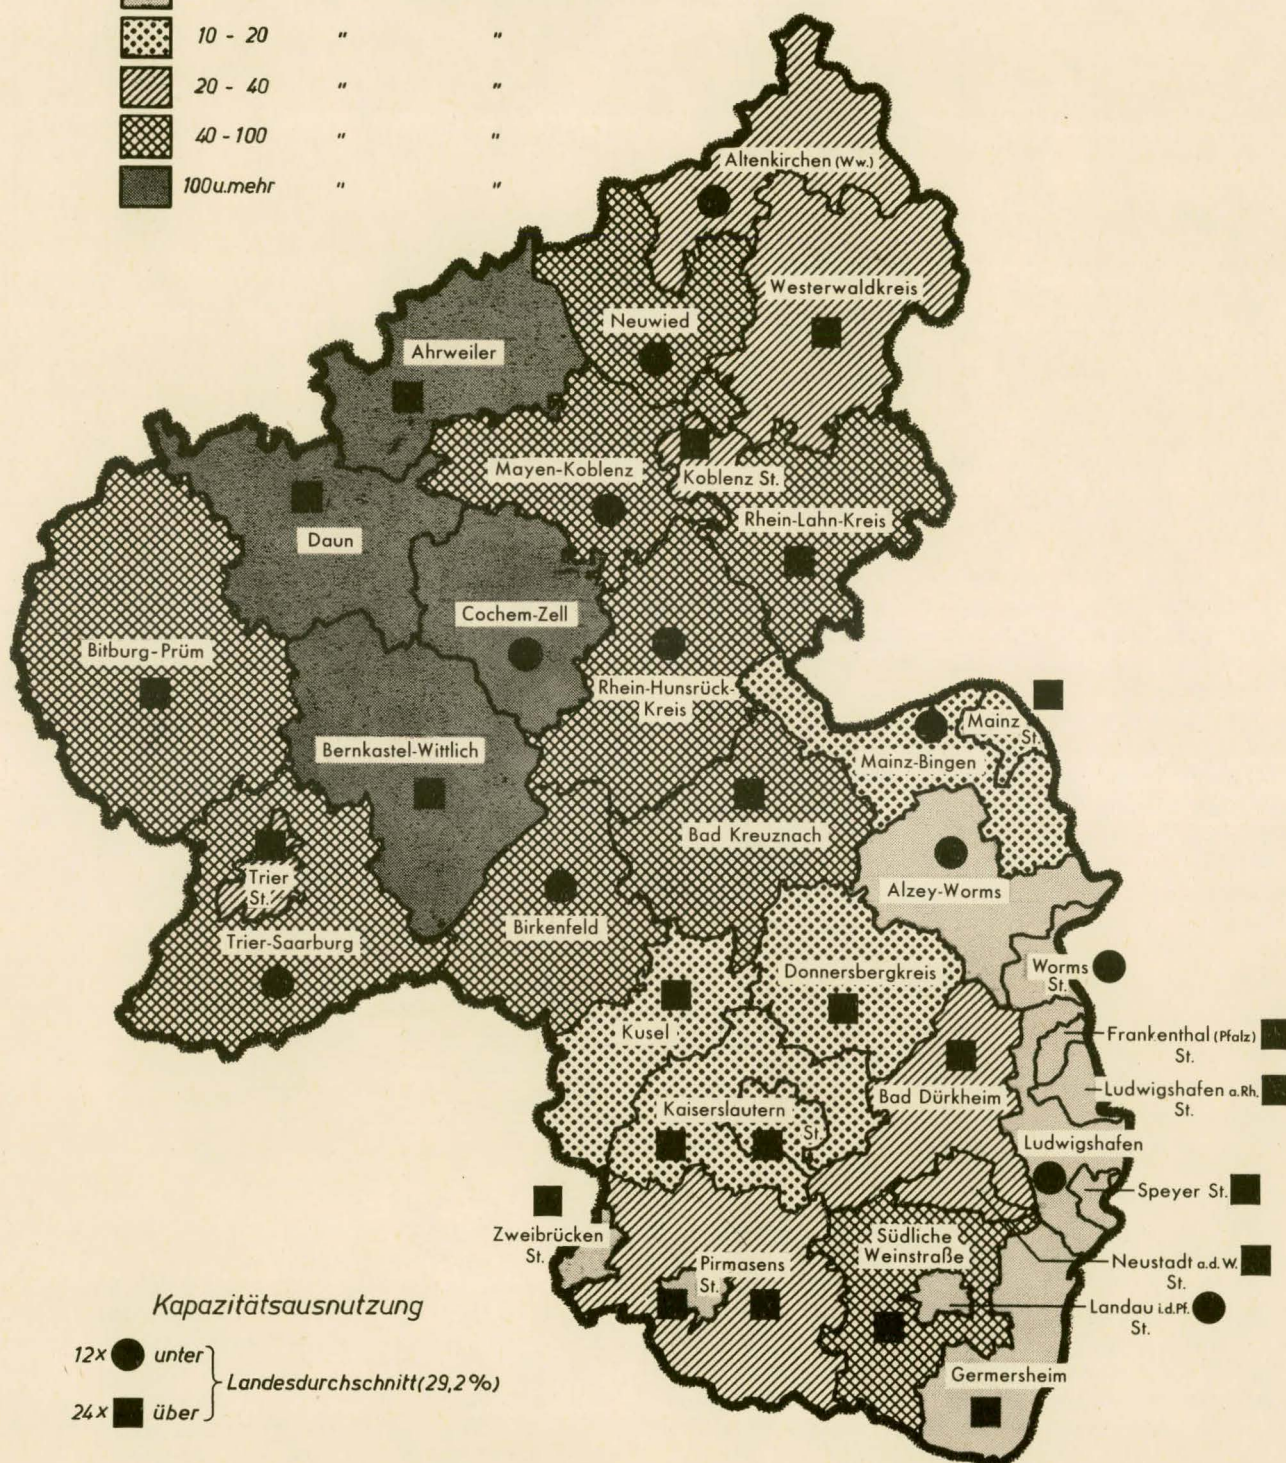 10 - 20 " "
20 - 40 " "
40 - 100 " "
100 u. mehr " "
Altenkirchen (Ww.)
Westerwaldkreis
Neuwied
Ahrweiler
Mayen-Koblenz
Koblenz St.
Rhein-Lahn-Kreis
Daun
Cochem-Zell
Bitburg-Prüm
Rhein-Hunsrück-
Kreis
Mainz
St.
Mainz-Bingen
Bernkastel-Wittlich
Bad Kreuznach
Alzey-Worms
Trier
St.
Trier-Saarburg
Birkenfeld
Donnersbergkreis
Worms
St.
Kusel
Frankenthal (Pfalz)
St.
Ludwigshafen a.Rh.
St.
Bad Dürkheim
Kaiserslautern
St.
Ludwigshafen
Speyer St.
Zweibrücken
St.
Südliche
Weinstraße
Neustadt a.d.W.
St.
Pirmasens
St.
Landau i.d.Pf.
St.
Germersheim
Kapazitätsausnutzung
12x unter
Landesdurchschnitt (29,2%)
24x über